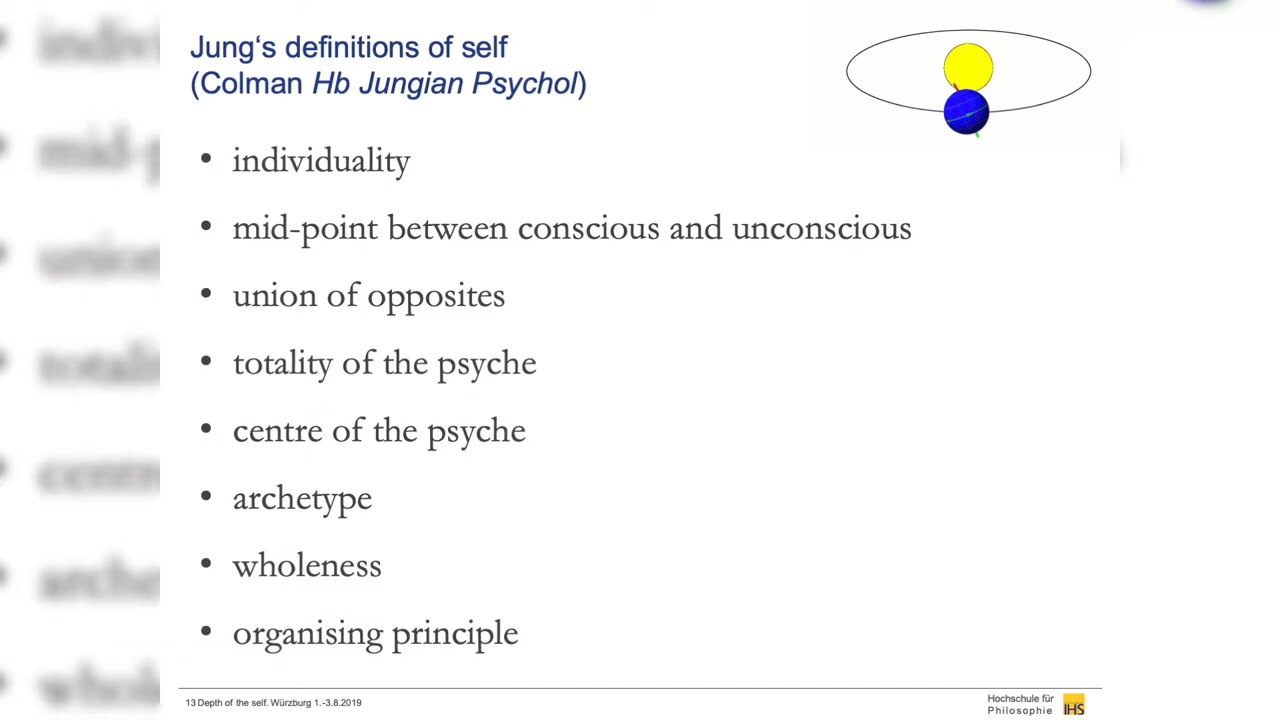 Jung‘s definitions of self
(Colman Hb Jungian Psychol)
• individuality
• mid-point between conscious and unconscious
• union of opposites
• totality of the psyche
• centre of the psyche
• archetype
• wholeness
• organising principle
13 Depth of the self. Würzburg 1.-3.8.2019
Hochschule für
Philosophie
IHS